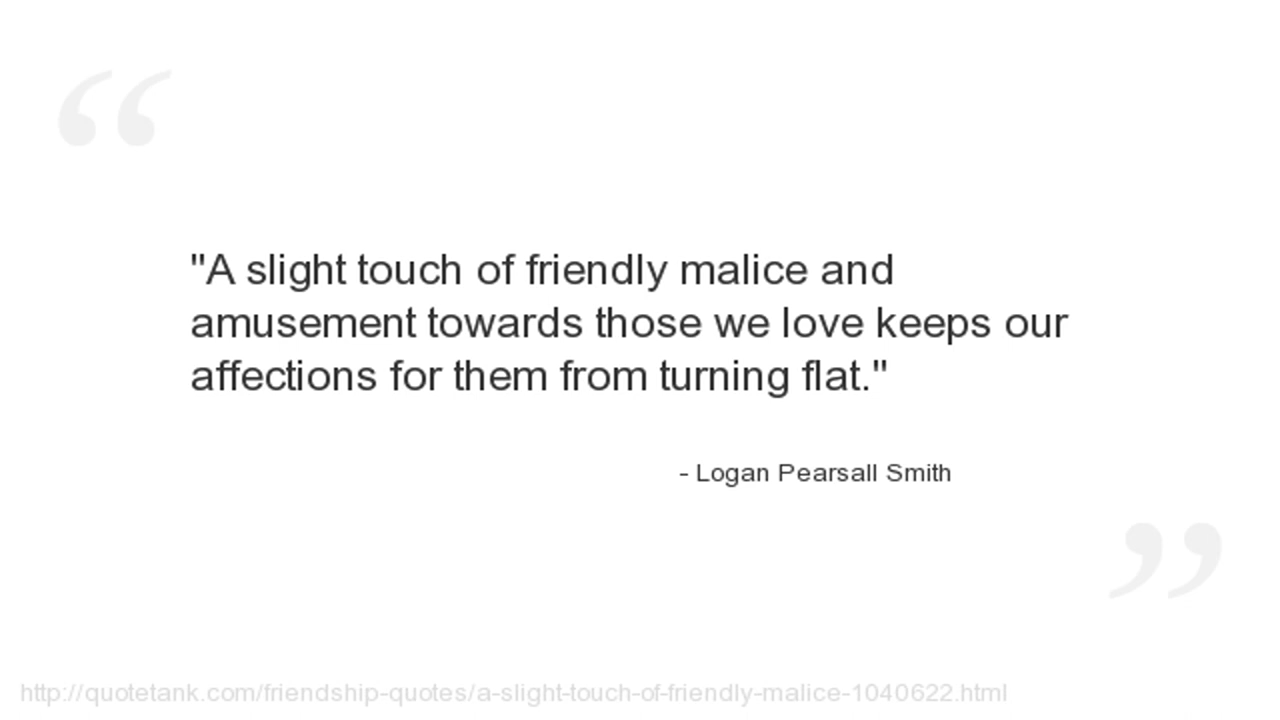 "A slight touch of friendly malice and
amusement towards those we love keeps our
affections for them from turning flat."
- Logan Pearsall Smith
http://quotetank.com/friendship-quotes/a-slight-touch-of-friendly-malice-1040622.html